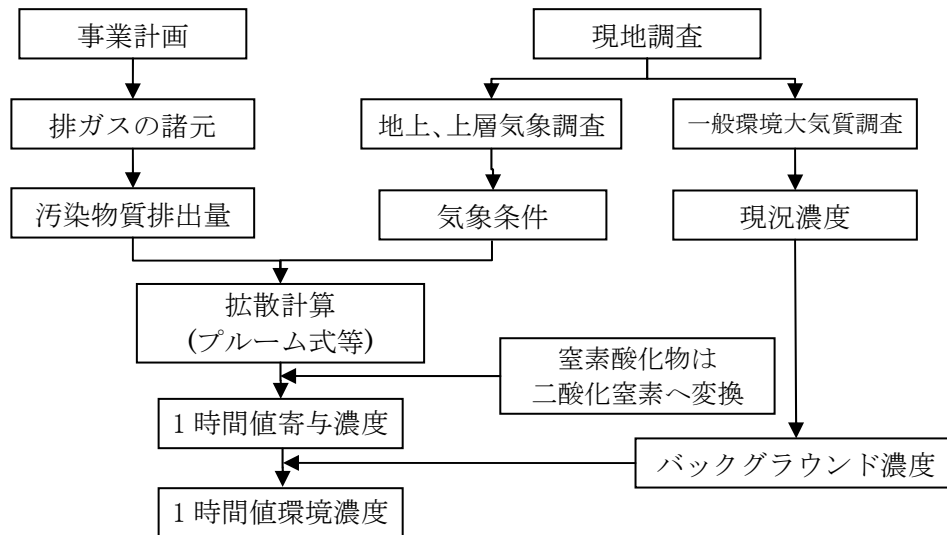 事業計画
現地調査
排ガスの諸元
地上、上層気象調査
一般環境大気質調査
汚染物質排出量
気象条件
現況濃度
拡散計算
(プルーム式等)
窒素酸化物は
二酸化窒素へ変換
1時間値寄与濃度
バックグラウンド濃度
1時間値環境濃度